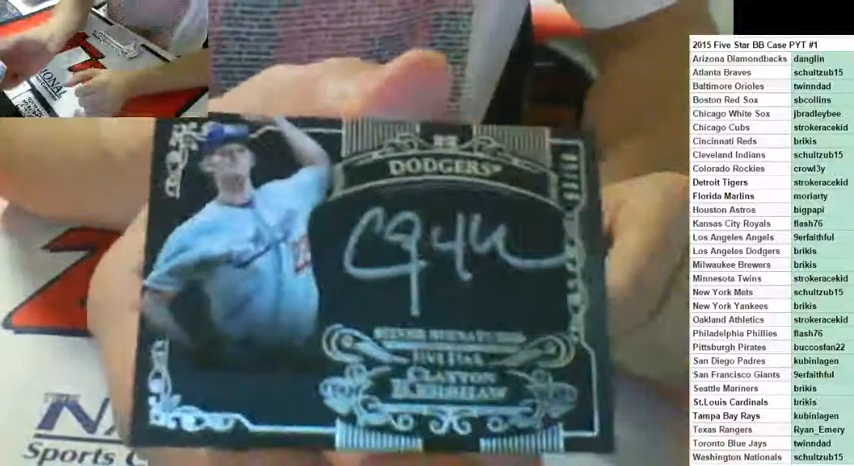 2015 Five Star BB Case PYT #1
Arizona Diamondbacks danglin
Atlanta Braves schultzub15
Baltimore Orioles twinndad
Boston Red Sox sbcollins
Chicago White Sox jbradleybee
Chicago Cubs strokeracekid
Cincinnati Reds brikis
Cleveland Indians schultzub15
Colorado Rockies crowl3y
Detroit Tigers strokeracekid
Florida Marlins moriarty
Houston Astros bigpapi
Kansas City Royals flash76
Los Angeles Angels 9erfaithful
Los Angeles Dodgers brikis
Milwaukee Brewers brikis
Minnesota Twins strokeracekid
New York Mets schultzub15
New York Yankees brikis
Oakland Athletics strokeracekid
Philadelphia Phillies flash76
Pittsburgh Pirates buccosfan22
San Diego Padres kubinlagen
San Francisco Giants 9erfaithful
Seattle Mariners brikis
St.Louis Cardinals brikis
Tampa Bay Rays kubinlagen
Texas Rangers Ryan_Emery
Toronto Blue Jays twinndad
Washington Nationals schultzub15
DODGERS
FIVE STAR
CLAYTON
KERSHAW
Sports C